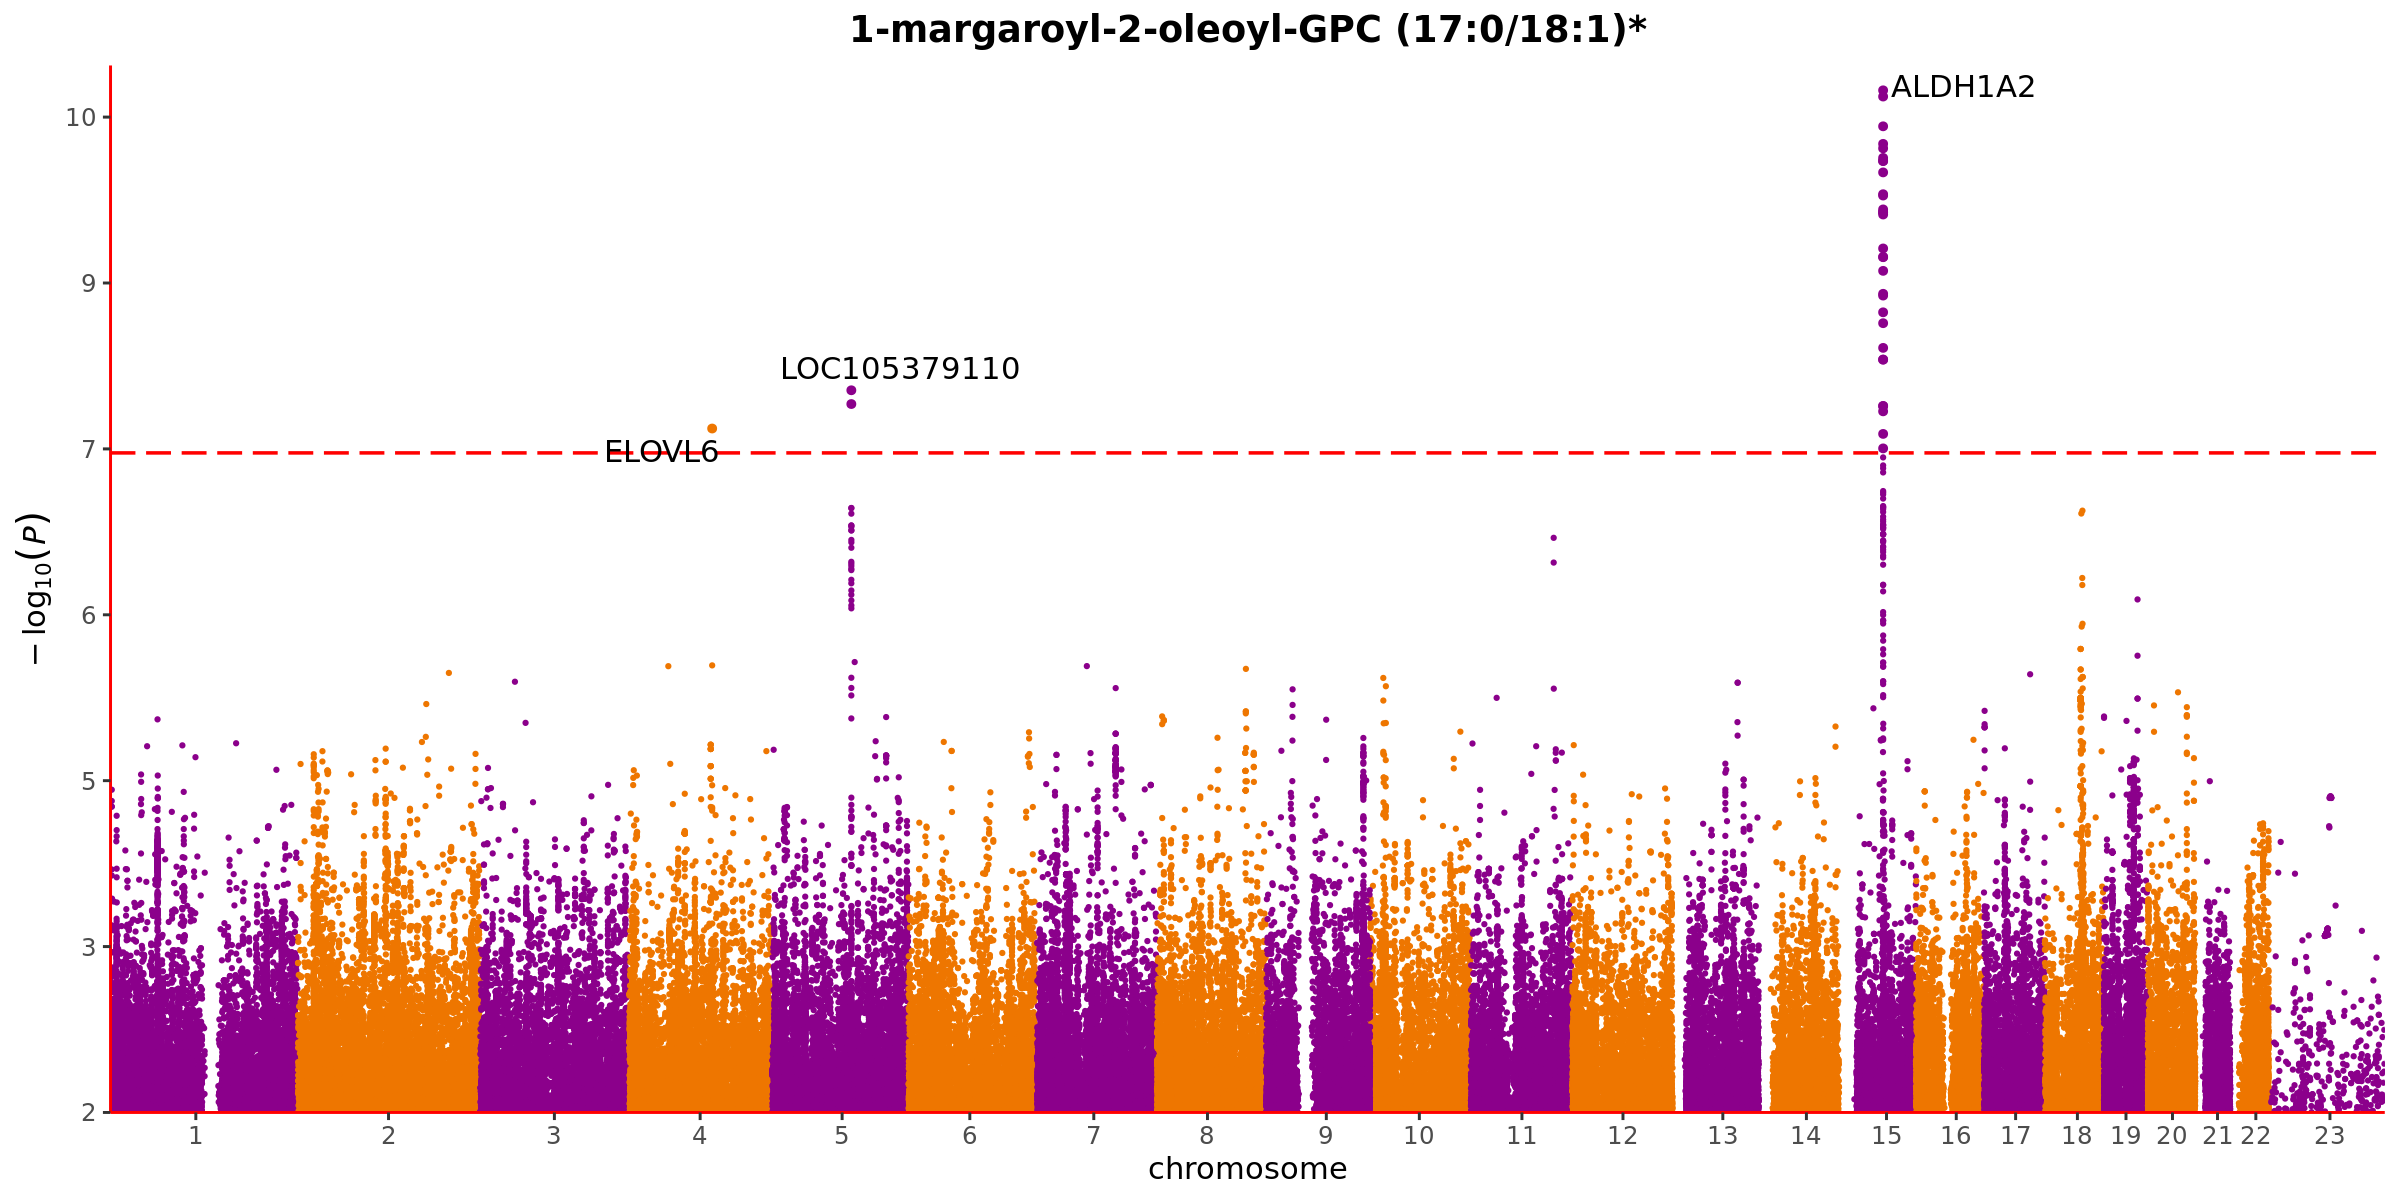 1-margaroyl-2-oleoyl-GPC (17:0/18:1)*
ALDH1A2
10
9
LOC105379110
7
ELOVL6
6
5
3
2
−log10(P)
1 2 3 4 5 6 7 8 9 10 11 12 13 14 15 16 17 18 19 20 21 22 23
chromosome